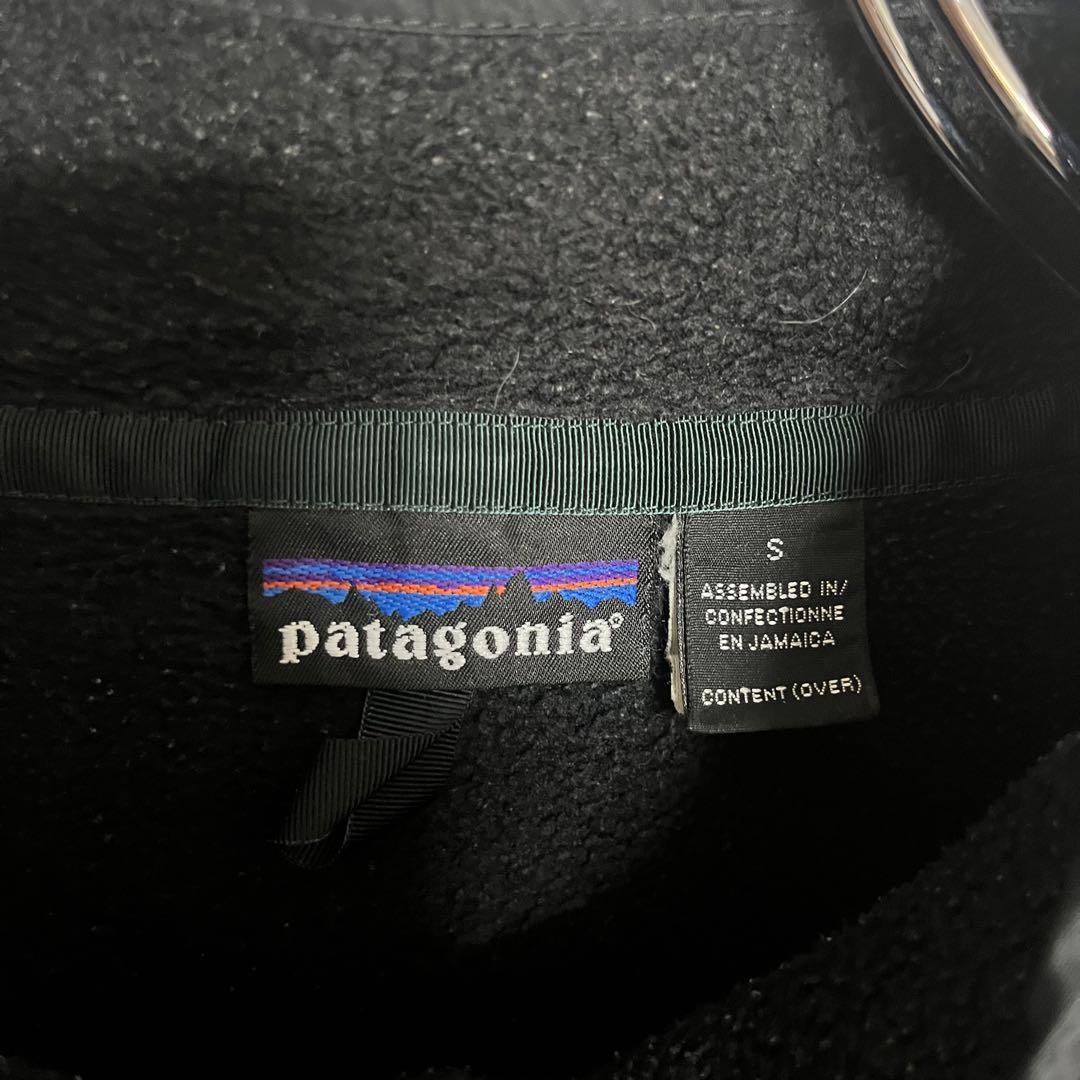 patagonia®
S
ASSEMBLED IN/
CONFECTIONNE
EN JAMAICA
CONTENT (OVER)